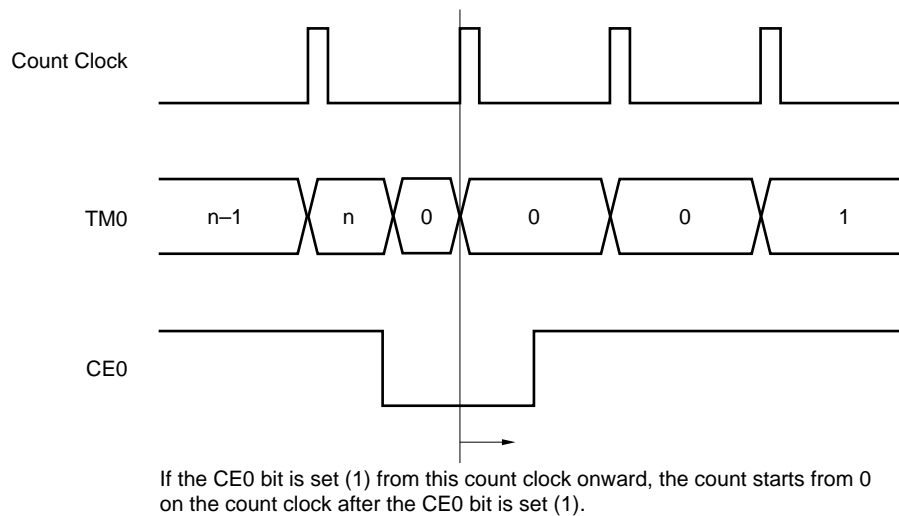 Count Clock
TM0
n–1
n
0
0
0
1
CE0
If the CE0 bit is set (1) from this count clock onward, the count starts from 0
on the count clock after the CE0 bit is set (1).